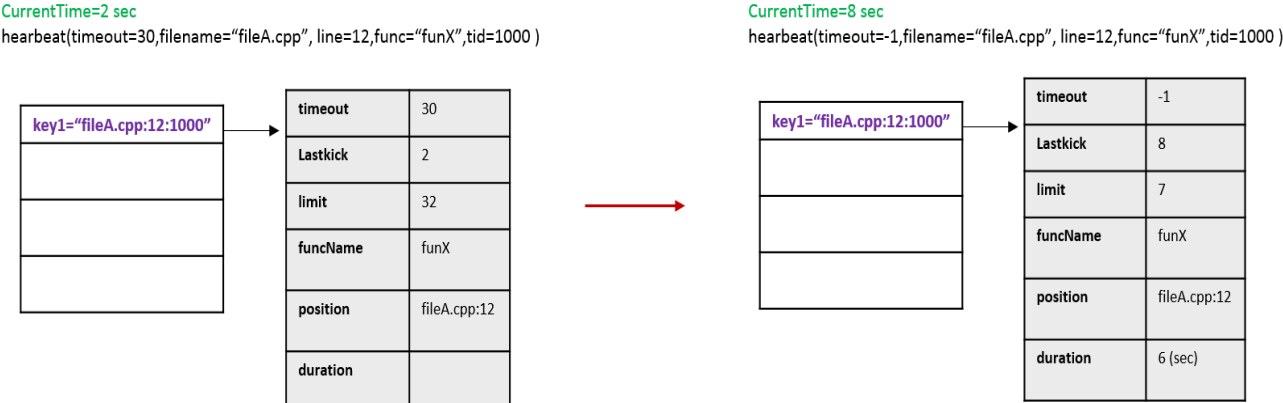 CurrentTime=2 sec
hearbeat(timeout=30,filename=“fileA.cpp”, line=12,func=“funX”,tid=1000 )
key1=“fileA.cpp:12:1000”
timeout 30
Lastkick 2
limit 32
funcName funX
position fileA.cpp:12
duration
CurrentTime=8 sec
hearbeat(timeout=-1,filename=“fileA.cpp”, line=12,func=“funX”,tid=1000 )
key1=“fileA.cpp:12:1000”
timeout -1
Lastkick 8
limit 7
funcName funX
position fileA.cpp:12
duration 6 (sec)